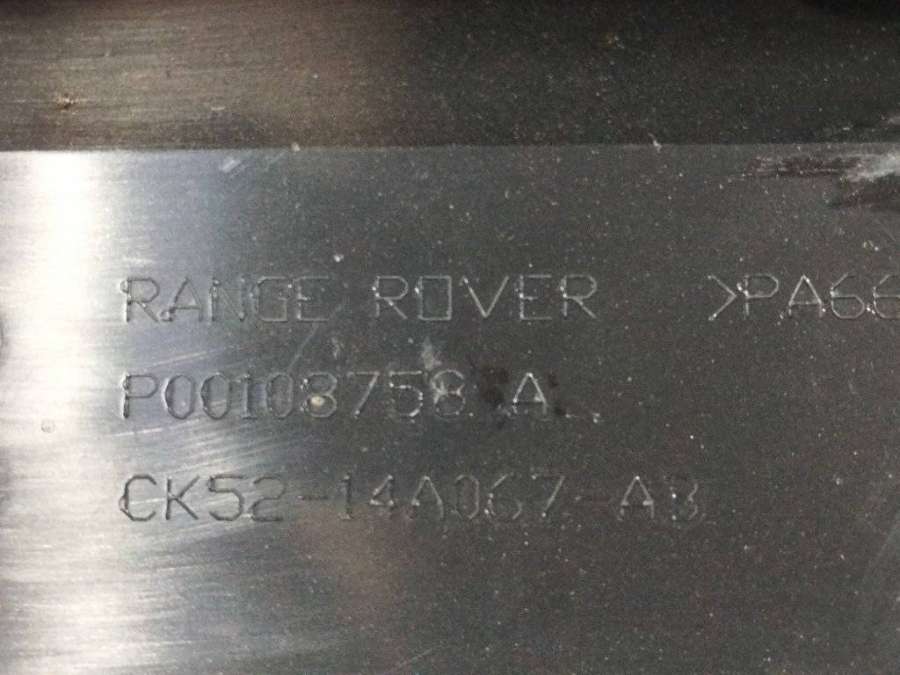 RANGE ROVER >PA66
P00108758 A
CK52-14A067-AB